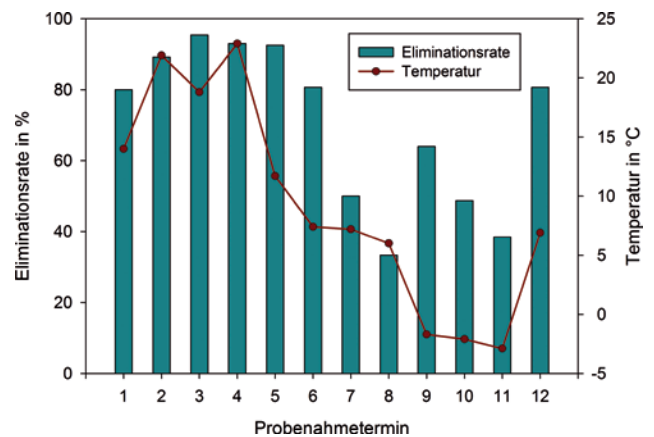 Eliminationsrate in %
100
80
60
40
20
0
Eliminationsrate
Temperatur
25
20
15
10
5
0
-5
Temperatur in °C
1 2 3 4 5 6 7 8 9 10 11 12
Probenahmetermin